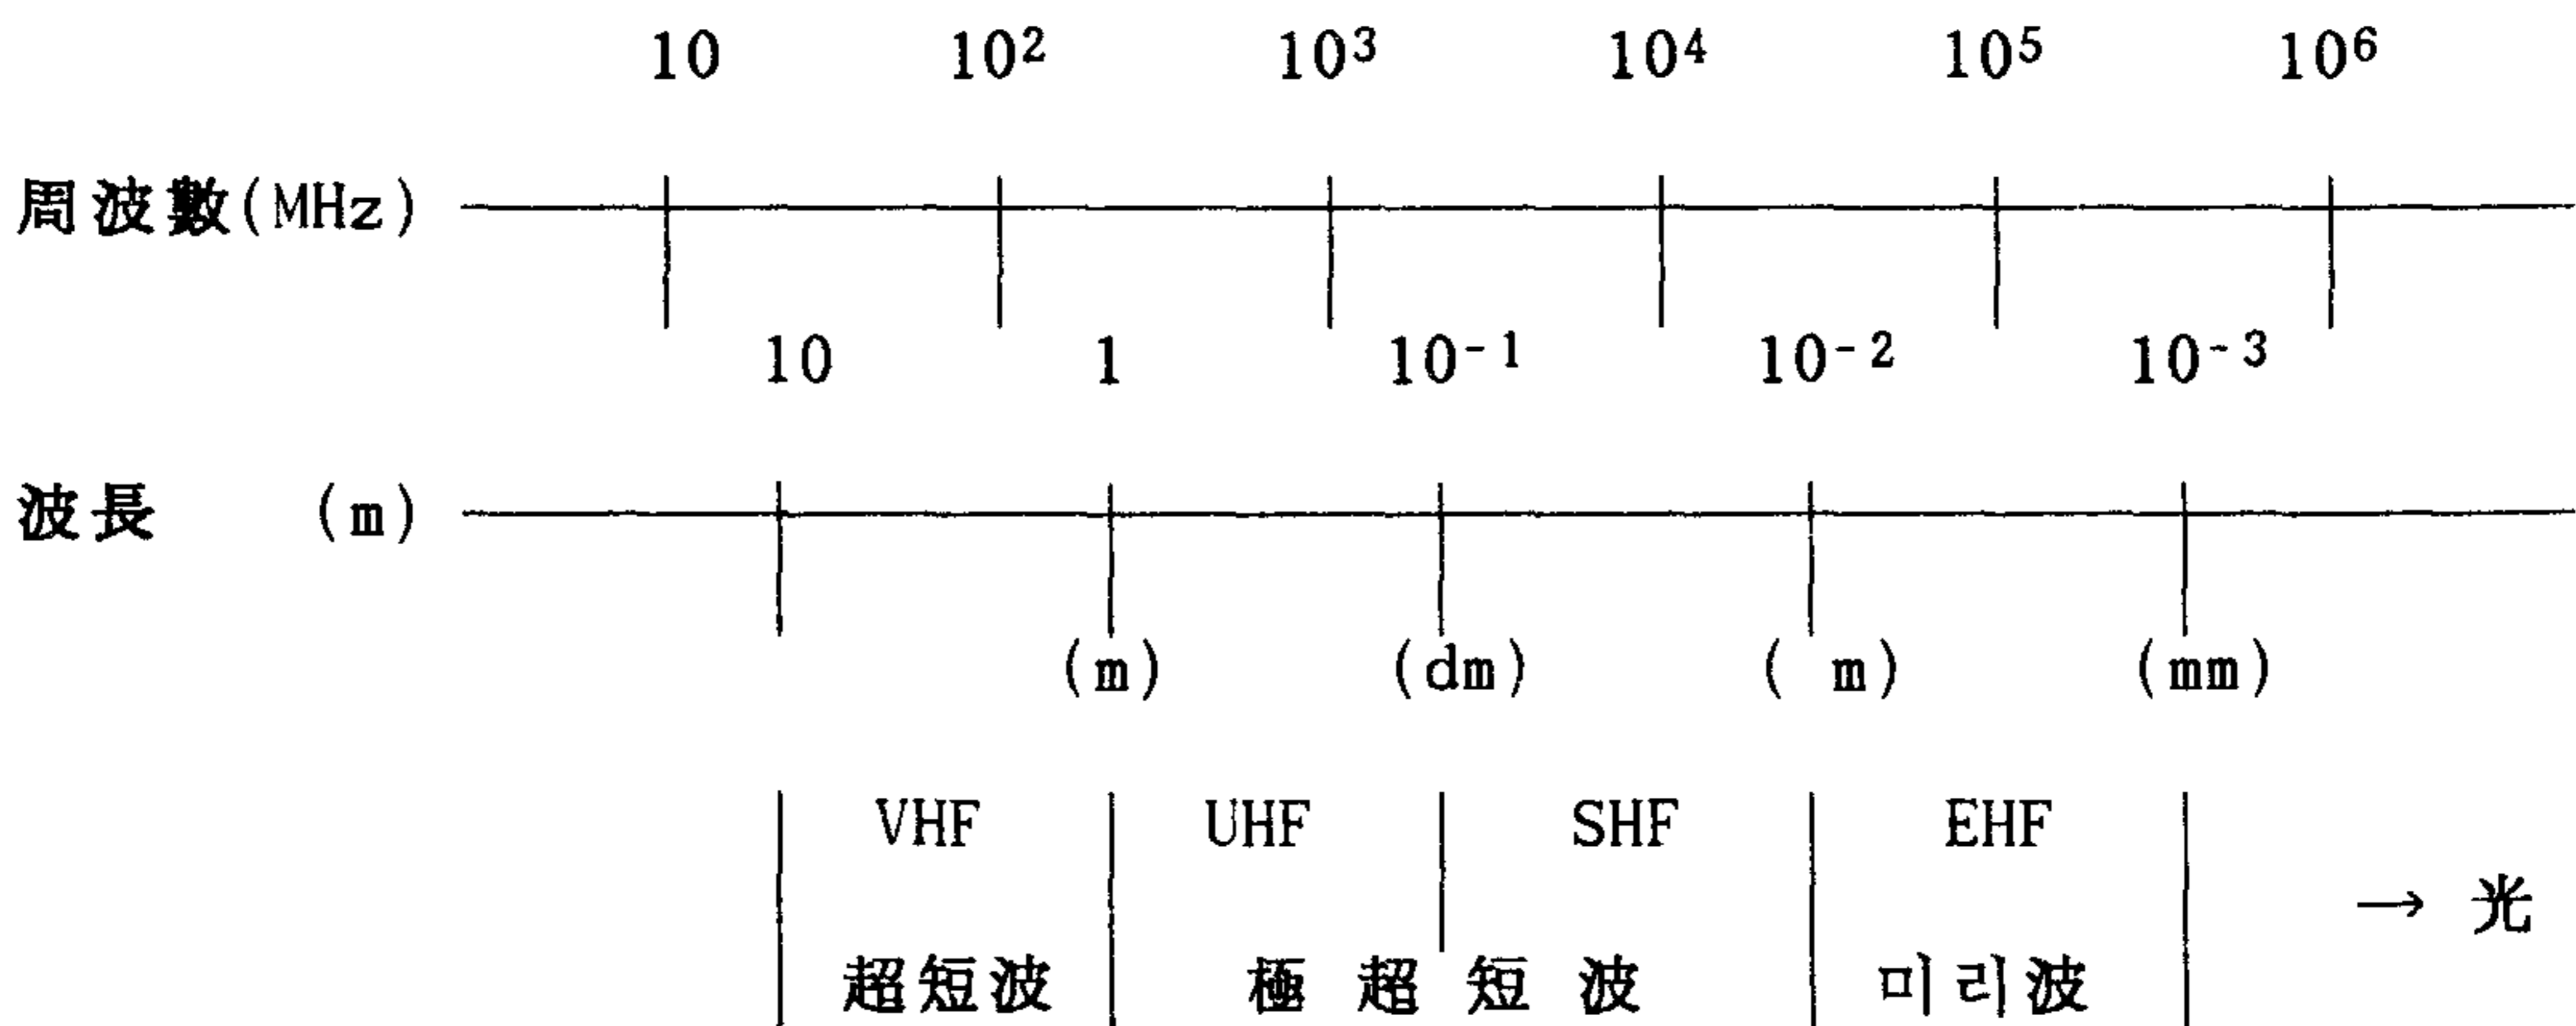 10 10² 10³ 10⁴ 10⁵ 10⁶
周波數(MHz)
10 1 10⁻¹ 10⁻² 10⁻³
波長 (m)
(m) (dm) ( m) (mm)
VHF UHF SHF EHF
→ 光
超短波 極超短波 미리波